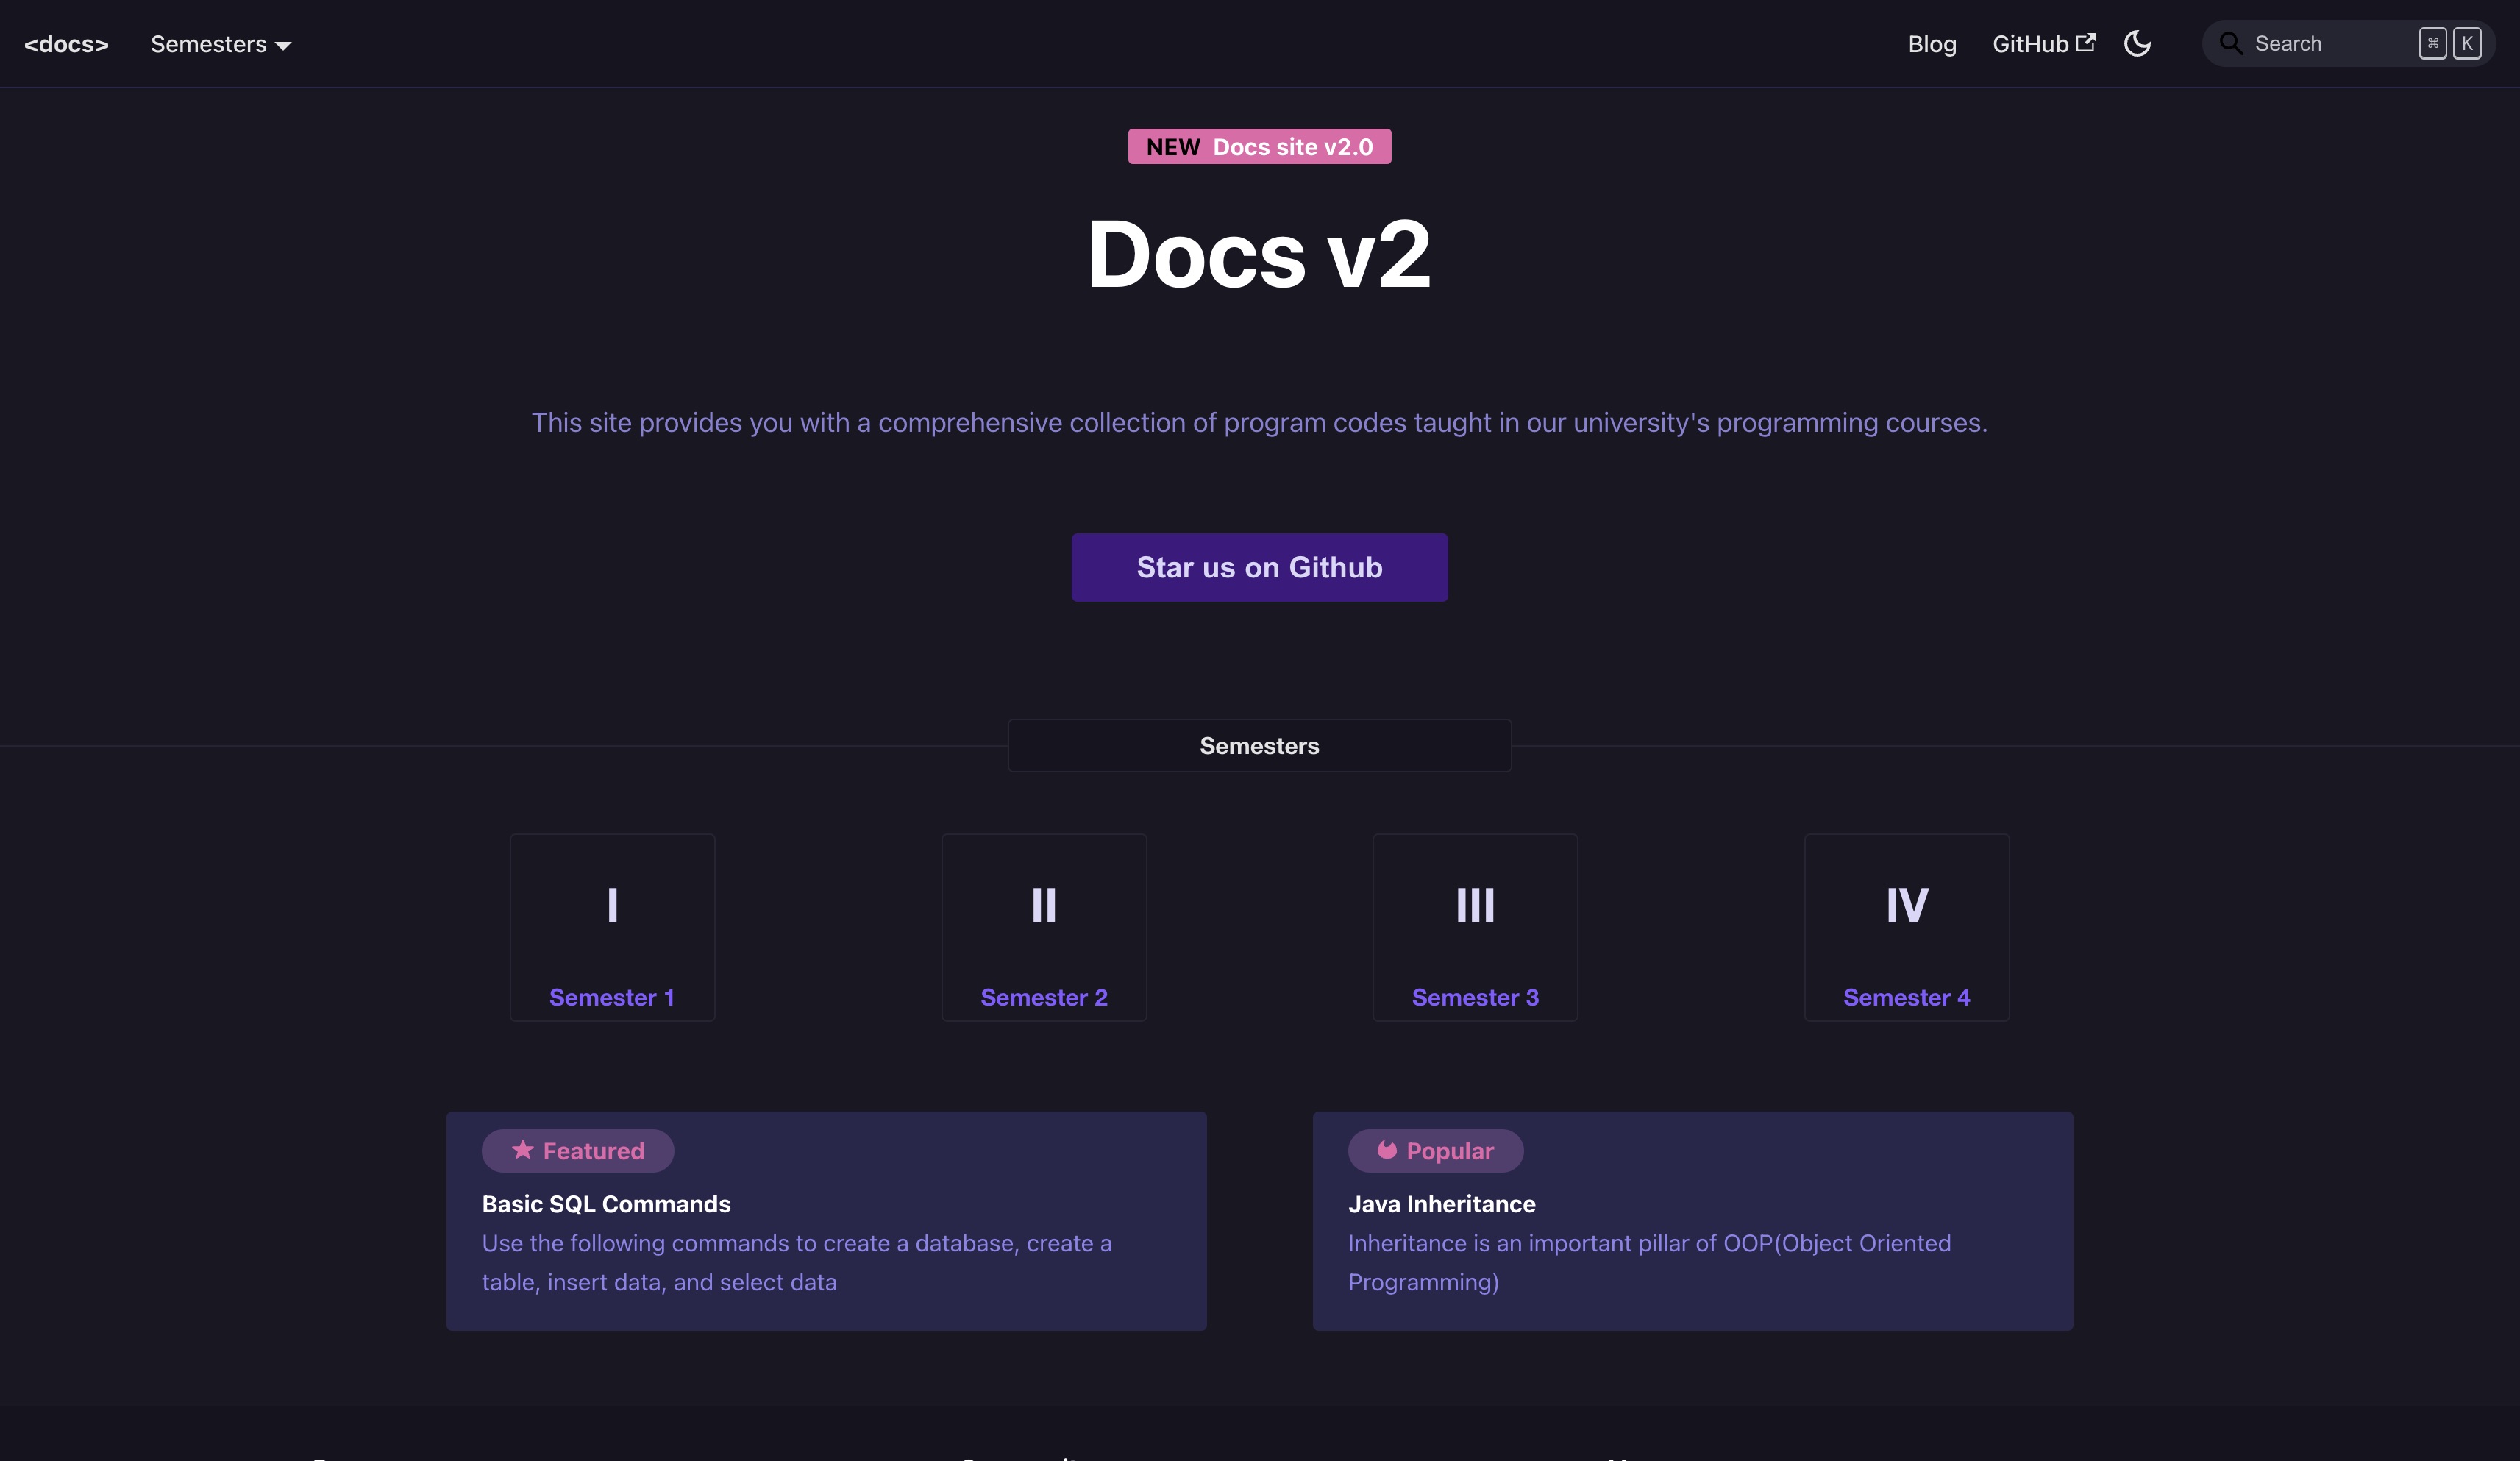 <docs>
Semesters
Blog
GitHub
Search
⌘ K
NEW Docs site v2.0
Docs v2
This site provides you with a comprehensive collection of program codes taught in our university's programming courses.
Star us on Github
Semesters
I
II
III
IV
Semester 1
Semester 2
Semester 3
Semester 4
Featured
Basic SQL Commands
Use the following commands to create a database, create a
table, insert data, and select data
Popular
Java Inheritance
Inheritance is an important pillar of OOP(Object Oriented
Programming)